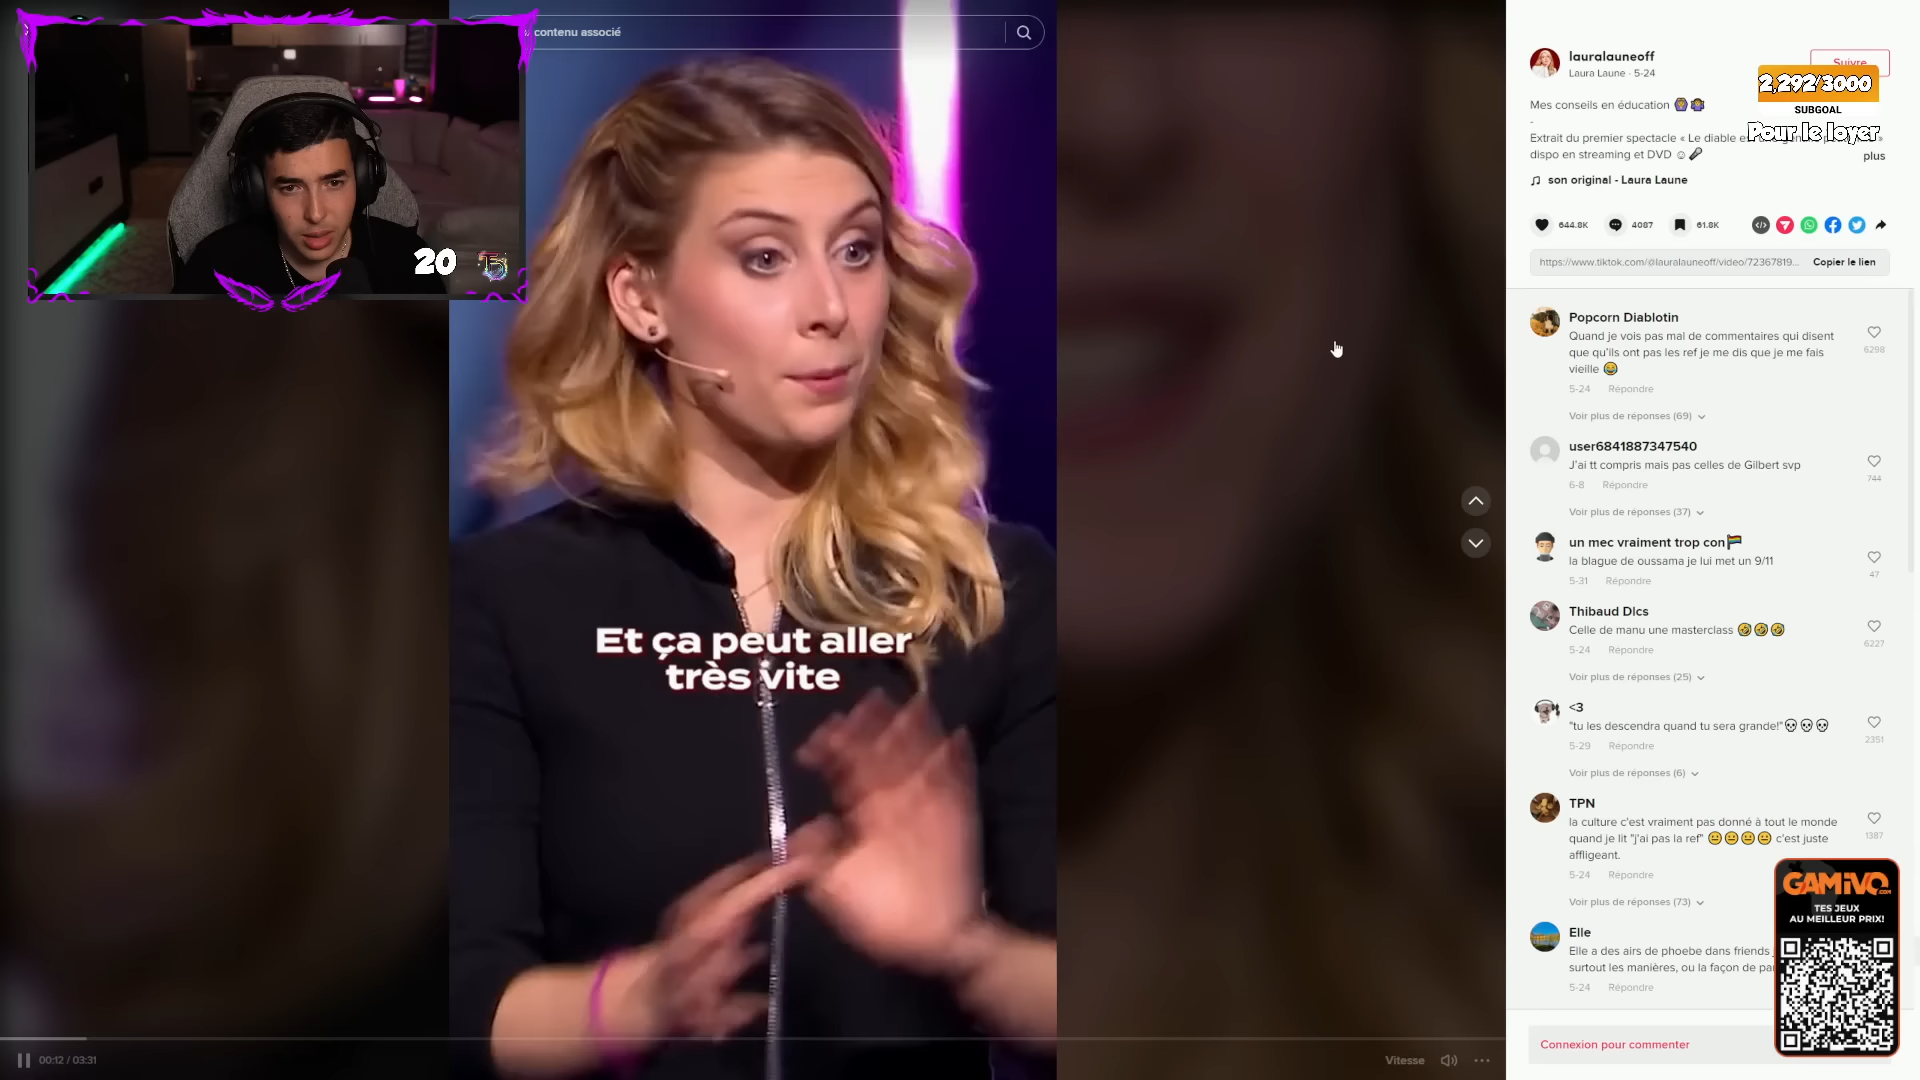 contenu associé
20
Et ça peut aller
très vite
00:12 / 03:31
Vitesse
lauralauneoff
Laura Laune · 5-24
Suivre
2,292/3000
SUBGOAL
Pour le loyer
Mes conseils en éducation
-
Extrait du premier spectacle « Le diable es
»
dispo en streaming et DVD
plus
son original - Laura Laune
644.8K
4087
61.8K
https://www.tiktok.com/@lauralauneoff/video/72367819...
Copier le lien
Popcorn Diablotin
Quand je vois pas mal de commentaires qui disent
que qu'ils ont pas les ref je me dis que je me fais
vieille 😂
6298
5-24 Répondre
Voir plus de réponses (69)
user6841887347540
J'ai tt compris mais pas celles de Gilbert svp
744
6-8 Répondre
Voir plus de réponses (37)
un mec vraiment trop con🏳️‍🌈
la blague de oussama je lui met un 9/11
47
5-31 Répondre
Thibaud Dlcs
Celle de manu une masterclass 🤣🤣🤣
6227
5-24 Répondre
Voir plus de réponses (25)
<3
"tu les descendra quand tu sera grande!"💀💀💀
2351
5-29 Répondre
Voir plus de réponses (6)
TPN
la culture c'est vraiment pas donné à tout le monde
quand je lit "j'ai pas la ref" 😐😐😐😐 c'est juste
affligeant.
1387
5-24 Répondre
Voir plus de réponses (73)
Elle
Elle a des airs de phoebe dans friends
surtout les manières, ou la façon de
5-24 Répondre
Connexion pour commenter
GAMIVO.COM
TES JEUX
AU MEILLEUR PRIX!